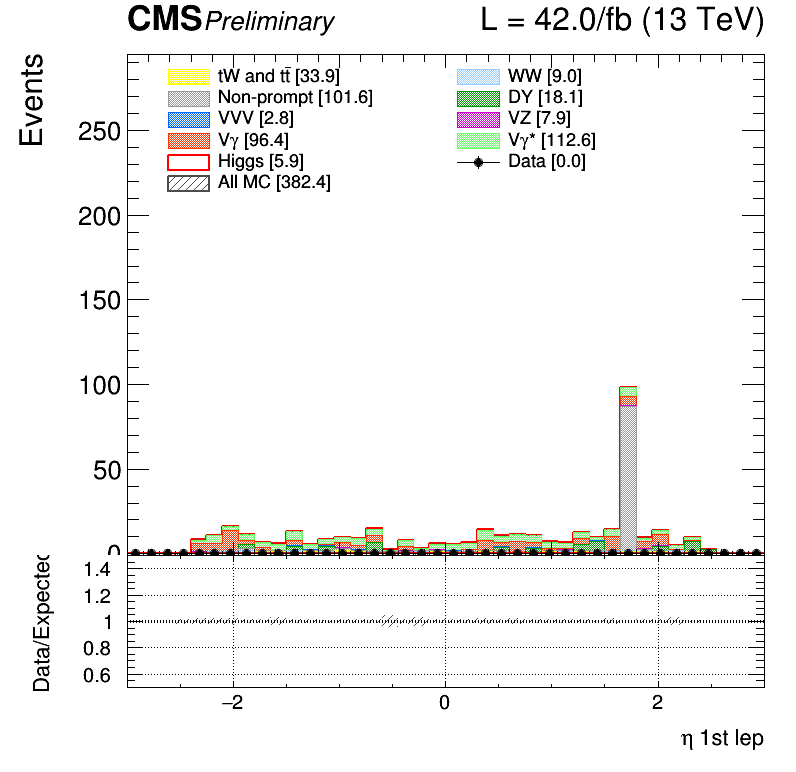 CMS Preliminary L = 42.0/fb (13 TeV)
Events
tW and tt̄ [33.9] WW [9.0]
Non-prompt [101.6] DY [18.1]
VVV [2.8] VZ [7.9]
Vγ [96.4] Vγ* [112.6]
Higgs [5.9] Data [0.0]
All MC [382.4]
250
200
150
100
50
0
Data/Expected
1.4
1.2
1
0.8
0.6
−2 0 2
η 1st lep